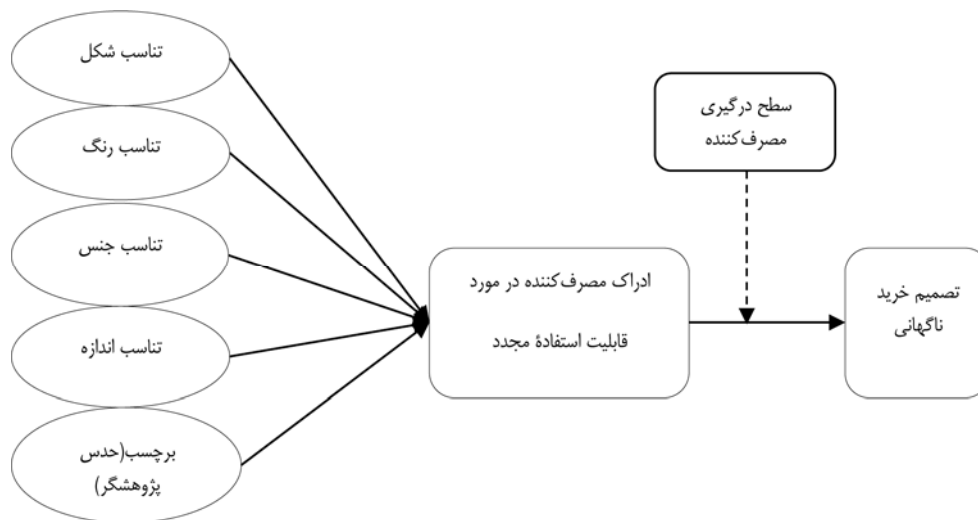 تناسب شکل
تناسب رنگ
تناسب جنس
تناسب اندازه
برچسب(حدس
پژوهشگر)
ادراک مصرف‌کننده در مورد
قابلیت استفادهٔ مجدد
سطح درگیری
مصرف‌کننده
تصمیم خرید
ناگهانی